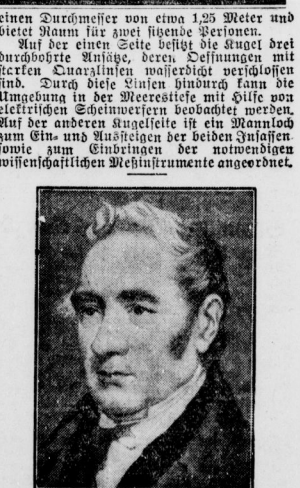 einen Durchmesser von etwa 1,25 Meter und
bietet Raum für zwei sitzende Personen.
Auf der einen Seite besitzt die Kugel drei
durchbohrte Ansätze, deren Oeffnungen mit
starken Quarzlinsen wasserdicht verschlossen
sind. Durch diese Linsen hindurch kann die
Umgebung in der Meerestiefe mit Hilfe von
elektrischen Scheinwerfern beobachtet werden.
Auf der anderen Kugelseite ist ein Mannloch
zum Ein- und Aussteigen der beiden Insassen
sowie zum Einbringen der notwendigen
wissenschaftlichen Meßinstrumente angeordnet.